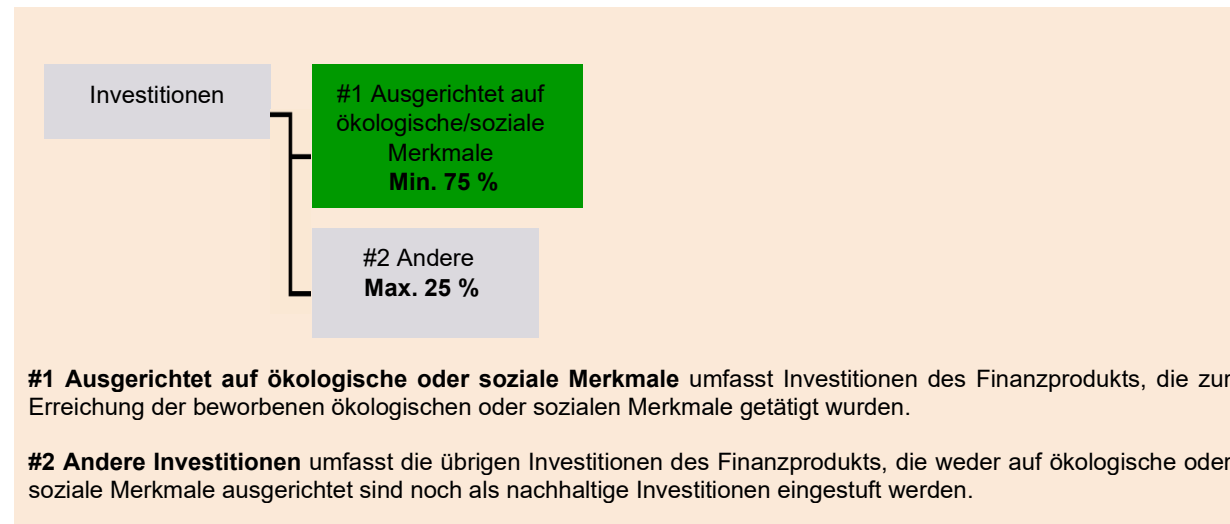 Investitionen
#1 Ausgerichtet auf
ökologische/soziale
Merkmale
Min. 75 %
#2 Andere
Max. 25 %
#1 Ausgerichtet auf ökologische oder soziale Merkmale umfasst Investitionen des Finanzprodukts, die zur
Erreichung der beworbenen ökologischen oder sozialen Merkmale getätigt wurden.
#2 Andere Investitionen umfasst die übrigen Investitionen des Finanzprodukts, die weder auf ökologische oder
soziale Merkmale ausgerichtet sind noch als nachhaltige Investitionen eingestuft werden.